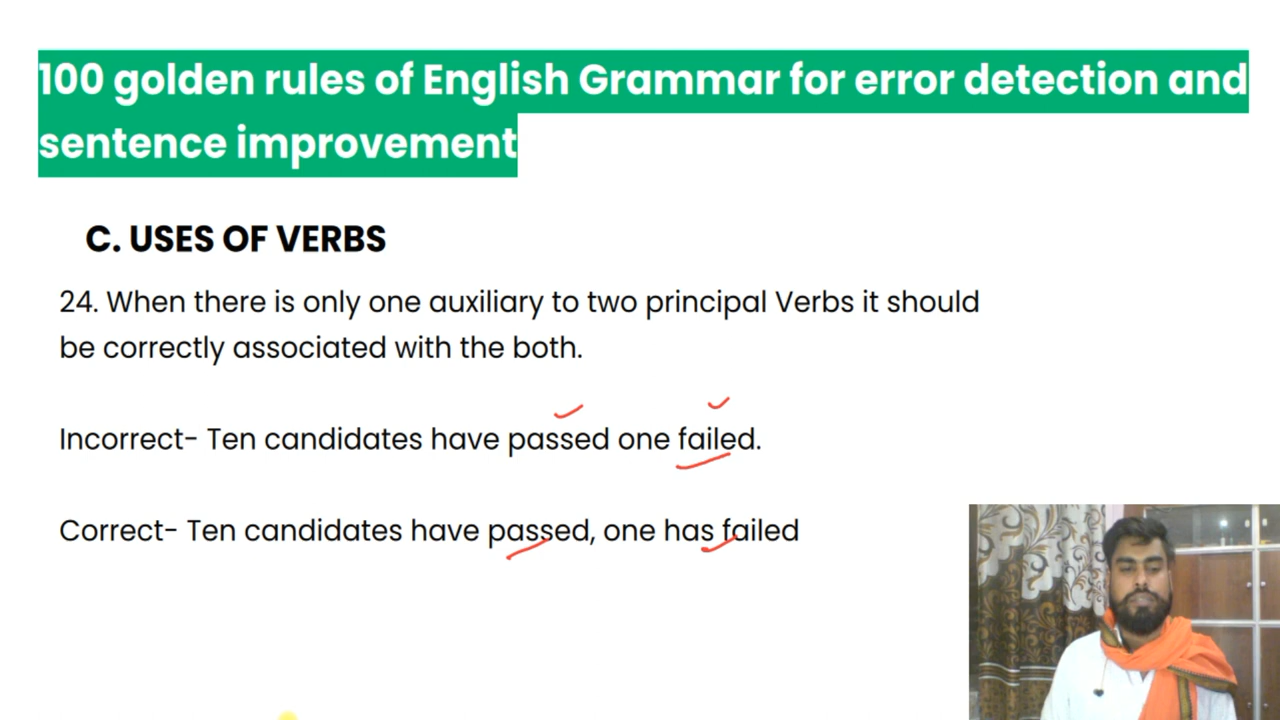 100 golden rules of English Grammar for error detection and
sentence improvement
C. USES OF VERBS
24. When there is only one auxiliary to two principal Verbs it should
be correctly associated with the both.
Incorrect- Ten candidates have passed one failed.
Correct- Ten candidates have passed, one has failed